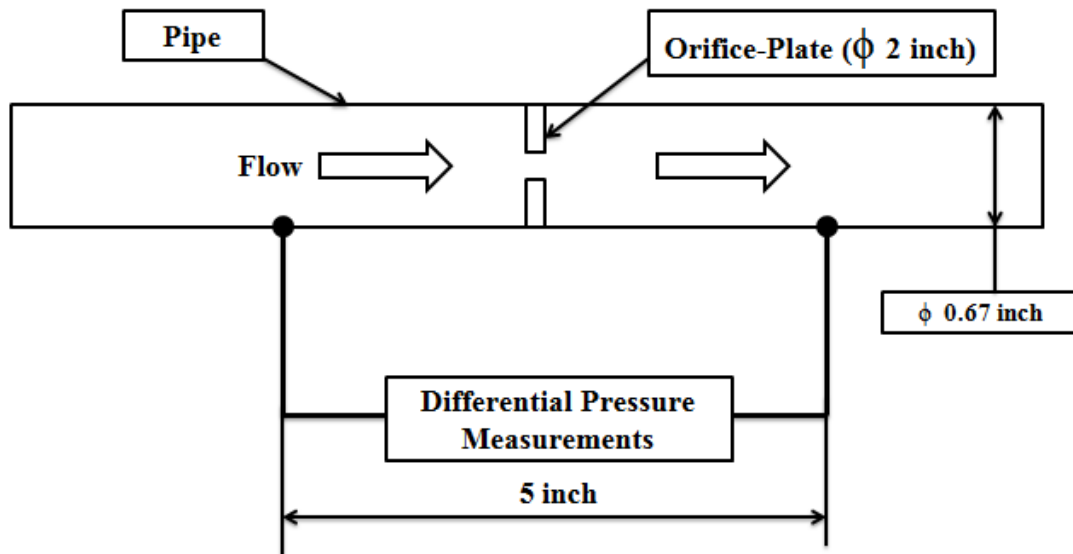 Pipe
Orifice-Plate (ϕ 2 inch)
Flow
ϕ 0.67 inch
Differential Pressure
Measurements
5 inch